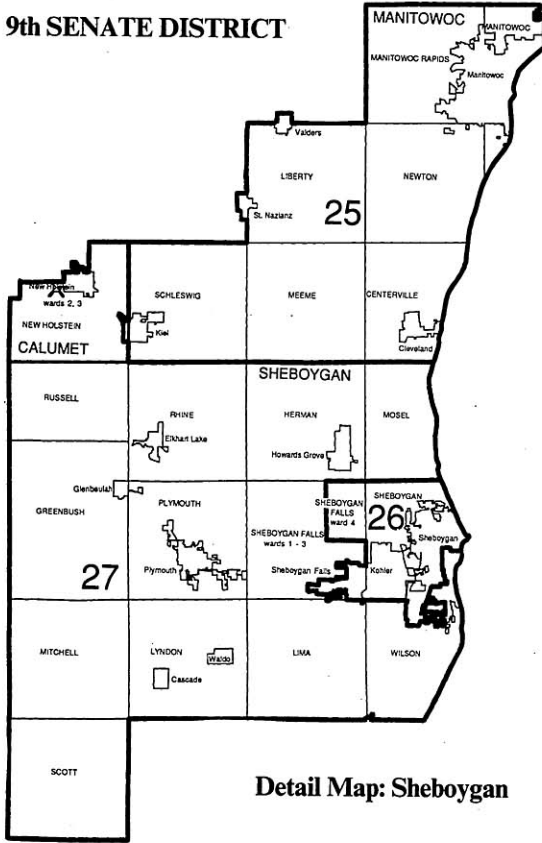 9th SENATE DISTRICT
MANITOWOC
MANITOWOC
MANITOWOC RAPIDS
Manitowoc
Valders
LIBERTY
NEWTON
St. Nazianz
25
New Holstein
wards 2, 3
SCHLESWIG
MEEME
CENTERVILLE
NEW HOLSTEIN
Kiel
Cleveland
CALUMET
SHEBOYGAN
RUSSELL
RHINE
HERMAN
MOSEL
Elkhart Lake
Howards Grove
Glenbeulah
GREENBUSH
PLYMOUTH
SHEBOYGAN
FALLS
ward 4
SHEBOYGAN
26
SHEBOYGAN FALLS
wards 1 - 3
Sheboygan
Plymouth
Sheboygan Falls
Kohler
27
MITCHELL
LYNDON
Waldo
LIMA
WILSON
Cascade
SCOTT
Detail Map: Sheboygan